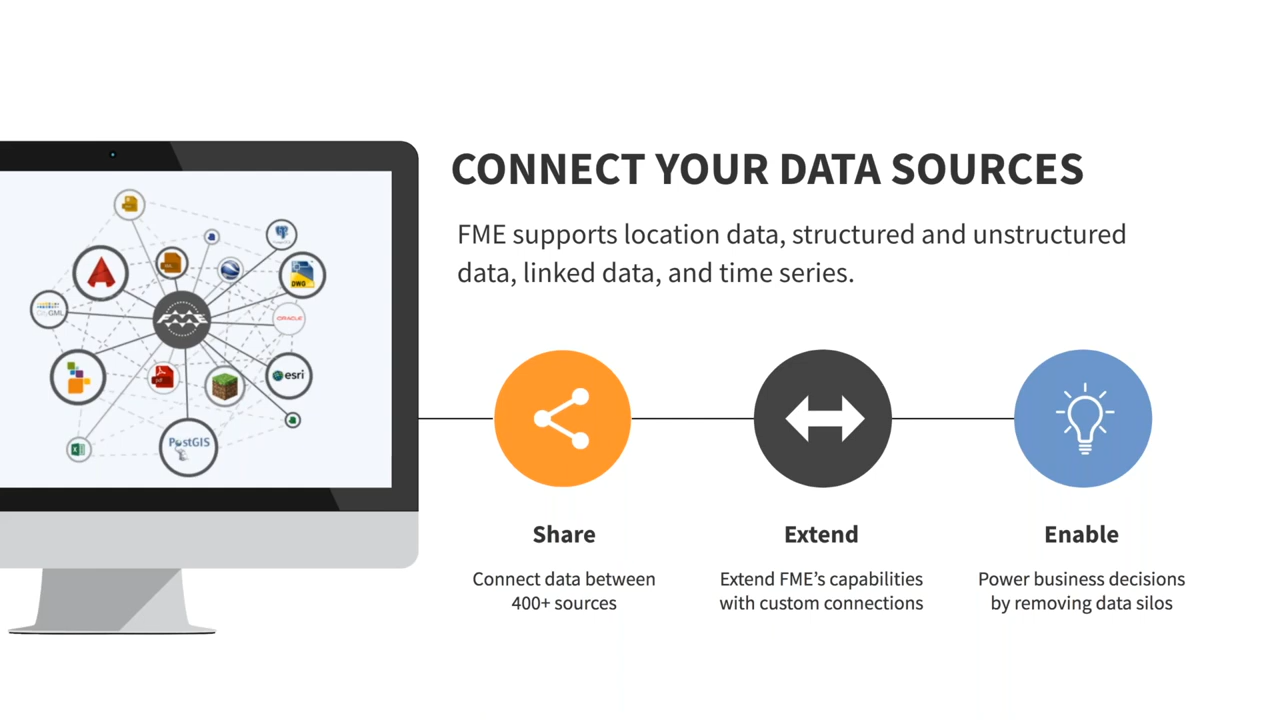 CONNECT YOUR DATA SOURCES
FME supports location data, structured and unstructured
data, linked data, and time series.
FME
DWG
CityGML
ORACLE
esri
PostGIS
Share
Connect data between
400+ sources
Extend
Extend FME’s capabilities
with custom connections
Enable
Power business decisions
by removing data silos